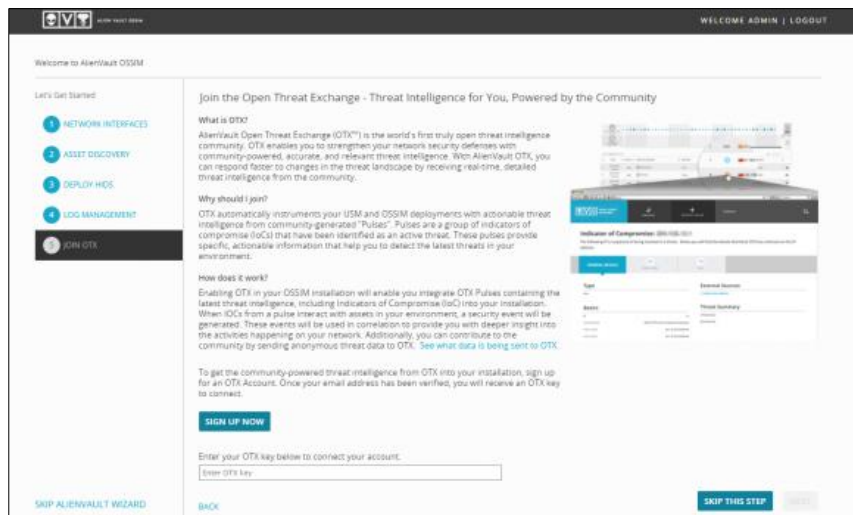 ALIEN VAULT OSSIM
WELCOME ADMIN | LOGOUT
Welcome to AlienVault OSSIM
Let's Get Started
1 NETWORK INTERFACES
2 ASSET DISCOVERY
3 DEPLOY HIDS
4 LOG MANAGEMENT
5 JOIN OTX
SKIP ALIENVAULT WIZARD
Join the Open Threat Exchange - Threat Intelligence for You, Powered by the Community
What is OTX?
AlienVault Open Threat Exchange (OTX™) is the world's first truly open threat intelligence
community. OTX enables you to strengthen your network security defenses with
community-powered, accurate, and relevant threat intelligence. With AlienVault OTX, you
can respond faster to changes in the threat landscape by receiving real-time, detailed
threat intelligence from the community.
Why should I join?
OTX automatically instruments your USM and OSSIM deployments with actionable threat
intelligence from community-generated "Pulses". Pulses are a group of indicators of
compromise (IoCs) that have been identified as an active threat. These pulses provide
specific, actionable information that help you to detect the latest threats in your
environment.
How does it work?
Enabling OTX in your OSSIM installation will enable you integrate OTX Pulses containing the
latest threat intelligence, including Indicators of Compromise (IoC) into your installation.
When IOCs from a pulse interact with assets in your environment, a security event will be
generated. These events will be used in correlation to provide you with deeper insight into
the activities happening on your network. Additionally, you can contribute to the
community by sending anonymous threat data to OTX. See what data is being sent to OTX
To get the community-powered threat intelligence from OTX into your installation, sign up
for an OTX Account. Once your email address has been verified, you will receive an OTX key
to connect.
SIGN UP NOW
Enter your OTX key below to connect your account.
Enter OTX key
BACK
SKIP THIS STEP
NEXT
Indicator of Compromise:
Type
External Sources
Threat Summary